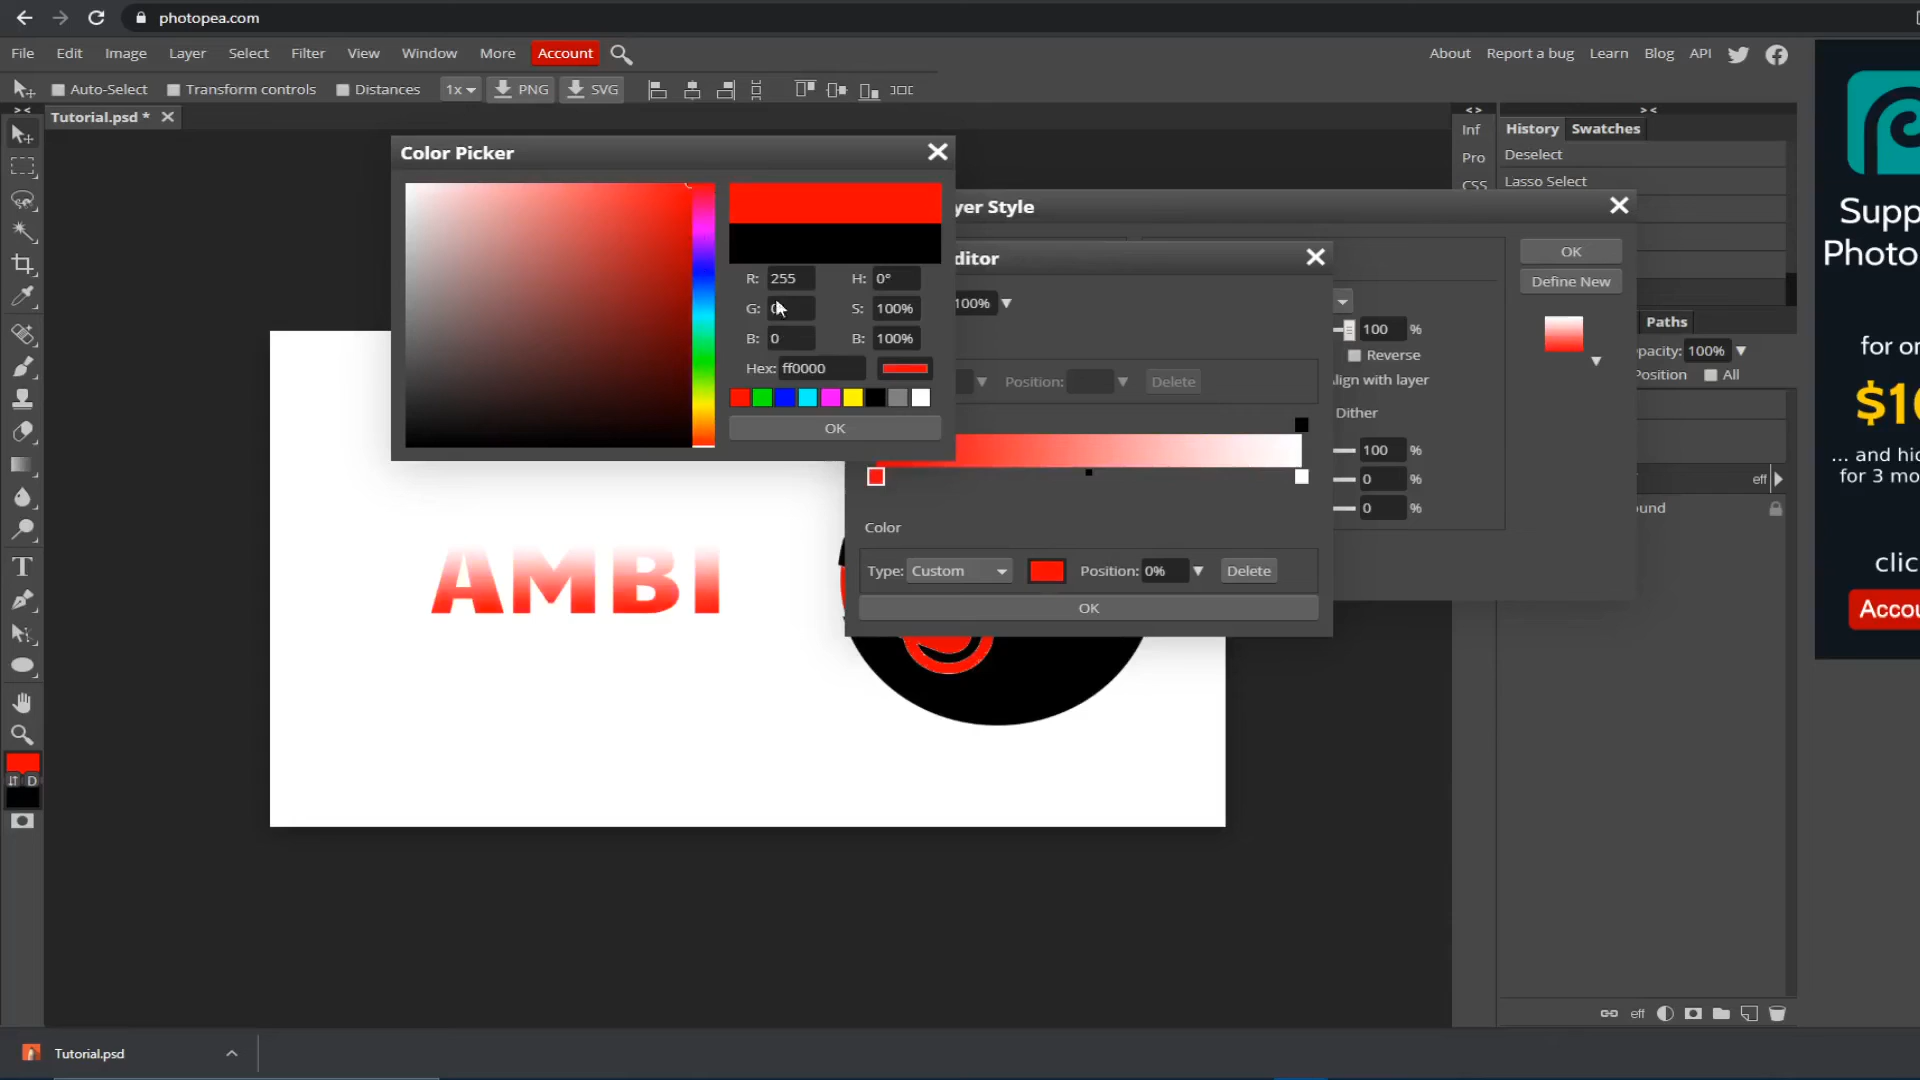 photopea.com
File Edit Image Layer Select Filter View Window More Account
About Report a bug Learn Blog API
Auto-Select Transform controls Distances 1x PNG SVG
Tutorial.psd *
Inf
Pro
CSS
History Swatches
Deselect
Lasso Select
Color Picker
R: 255 H: 0°
G: 0 S: 100%
B: 0 B: 100%
Hex: ff0000
OK
yer Style
OK
Define New
ditor
100%
100 %
Reverse
lign with layer
Dither
100 %
0 %
0 %
Position: Delete
Color
Type: Custom Position: 0% Delete
OK
Paths
pacity: 100%
Position All
eff
und
AMBI
T
D
Supp
Photo
for or
$10
... and hid
for 3 mo
clic
Accou
eff
Tutorial.psd